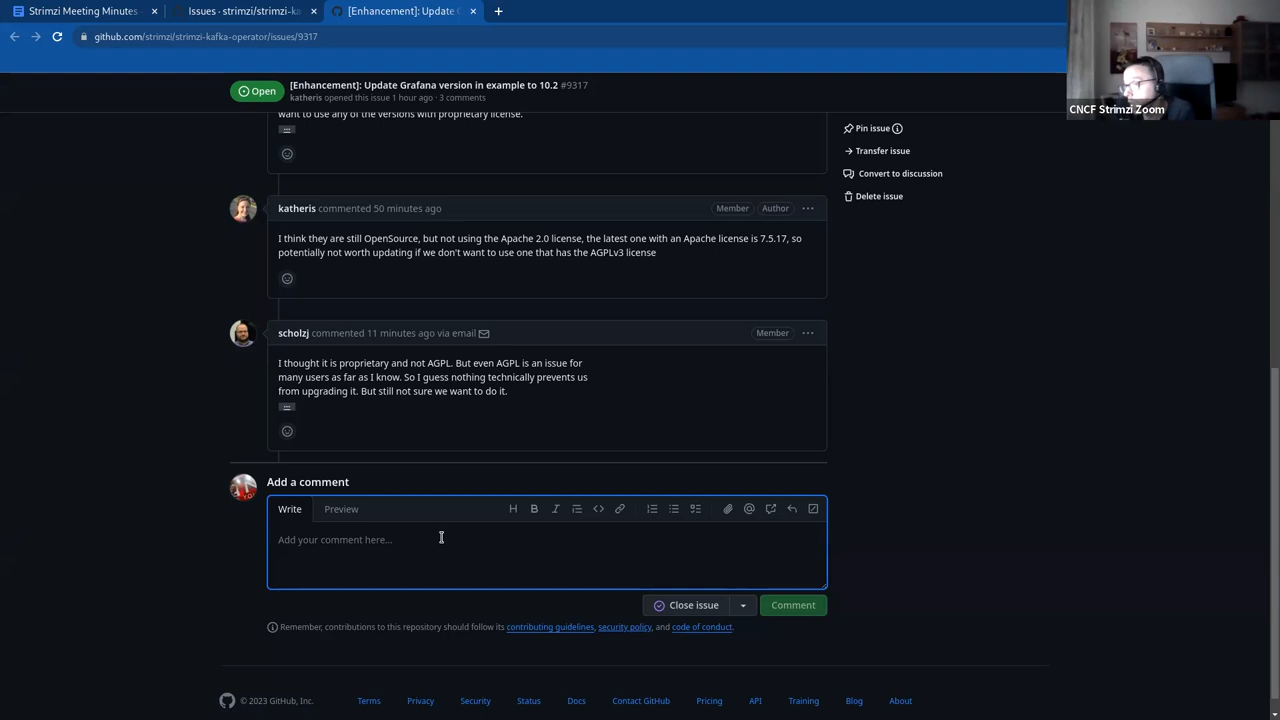 Strimzi Meeting Minutes
Issues · strimzi/strimzi-ka
[Enhancement]: Update G
github.com/strimzi/strimzi-kafka-operator/issues/9317
CNCF Strimzi Zoom
Open
[Enhancement]: Update Grafana version in example to 10.2 #9317
katheris opened this issue 1 hour ago · 3 comments
want to use any of the versions with proprietary license.
Pin issue
Transfer issue
Convert to discussion
Delete issue
katheris commented 50 minutes ago
Member
Author
I think they are still OpenSource, but not using the Apache 2.0 license, the latest one with an Apache license is 7.5.17, so
potentially not worth updating if we don't want to use one that has the AGPLv3 license
scholzj commented 11 minutes ago via email
Member
I thought it is proprietary and not AGPL. But even AGPL is an issue for
many users as far as I know. So I guess nothing technically prevents us
from upgrading it. But still not sure we want to do it.
Add a comment
Write
Preview
Add your comment here...
Close issue
Comment
Remember, contributions to this repository should follow its contributing guidelines, security policy, and code of conduct.
© 2023 GitHub, Inc.
Terms
Privacy
Security
Status
Docs
Contact GitHub
Pricing
API
Training
Blog
About